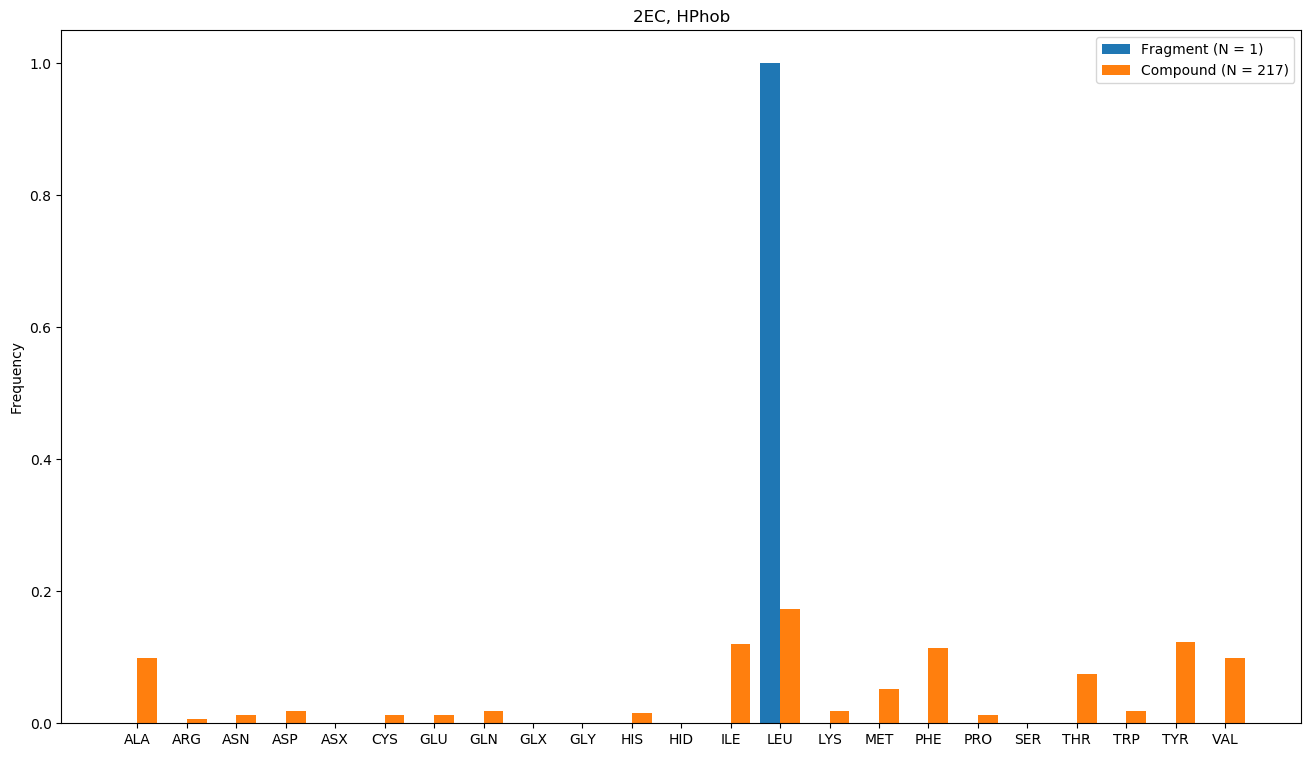 2EC, HPhob
Fragment (N = 1)
Compound (N = 217)
1.0
0.8
0.6
0.4
0.2
0.0
Frequency
ALA ARG ASN ASP ASX CYS GLU GLN GLX GLY HIS HID ILE LEU LYS MET PHE PRO SER THR TRP TYR VAL